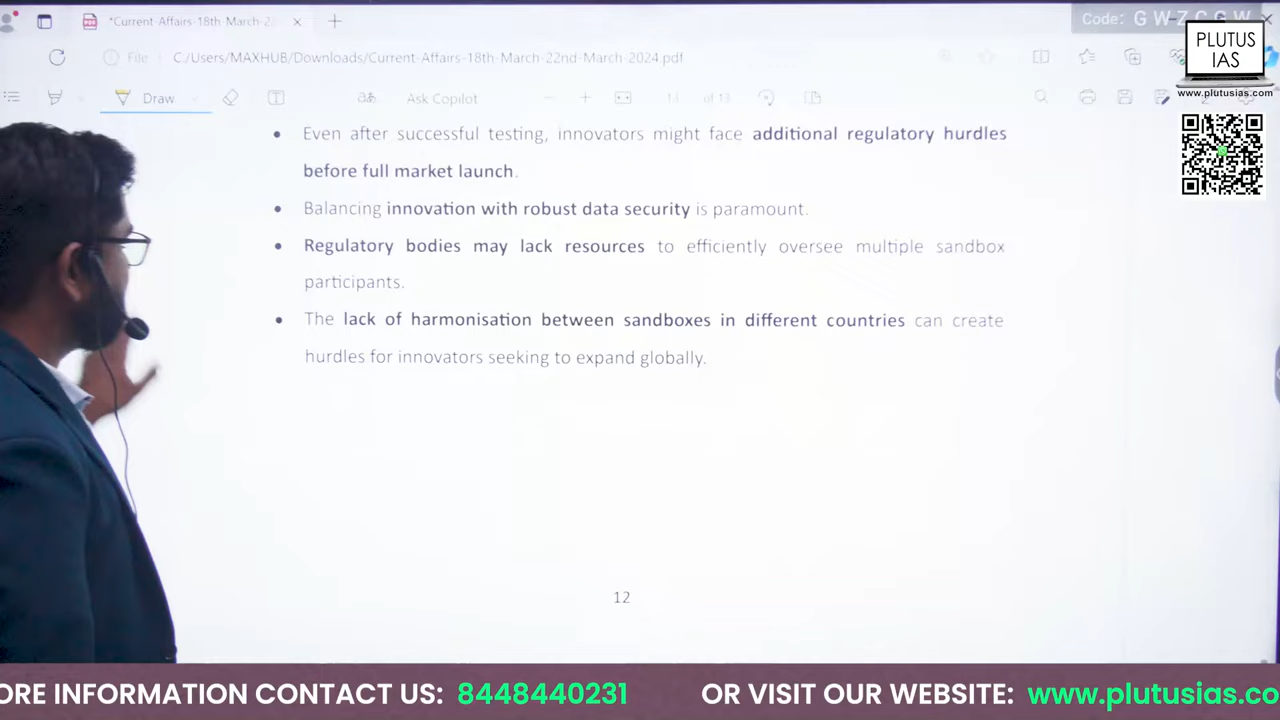 *Current-Affairs-18th-March-2
Code: G W Z C G W
PLUTUS
IAS
www.plutusias.com
File
C:/Users/MAXHUB/Downloads/Current-Affairs-18th-March-22nd-March-2024.pdf
Draw
Ask Copilot
13 of 13
• Even after successful testing, innovators might face additional regulatory hurdles
before full market launch.
• Balancing innovation with robust data security is paramount.
• Regulatory bodies may lack resources to efficiently oversee multiple sandbox
participants.
• The lack of harmonisation between sandboxes in different countries can create
hurdles for innovators seeking to expand globally.
12
ORE INFORMATION CONTACT US: 8448440231 OR VISIT OUR WEBSITE: www.plutusias.co